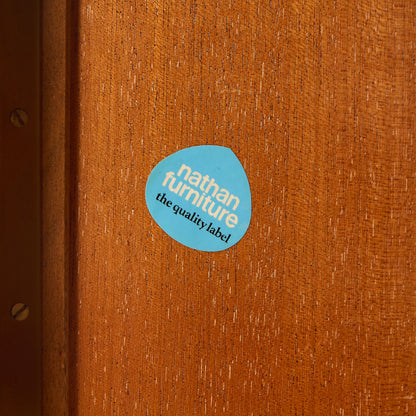 nathan
furniture
the quality label